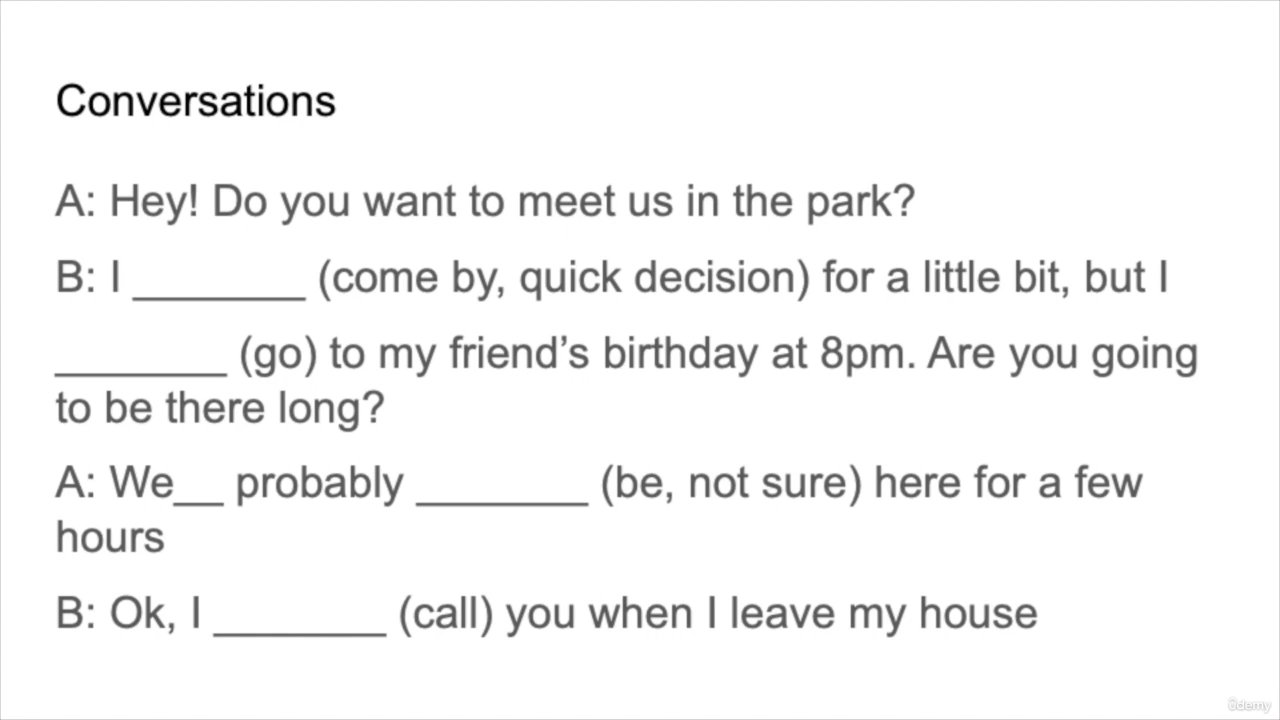 Conversations
A: Hey! Do you want to meet us in the park?
B: I _______ (come by, quick decision) for a little bit, but I
_______ (go) to my friend’s birthday at 8pm. Are you going
to be there long?
A: We__ probably _______ (be, not sure) here for a few
hours
B: Ok, I _______ (call) you when I leave my house
ûdemy